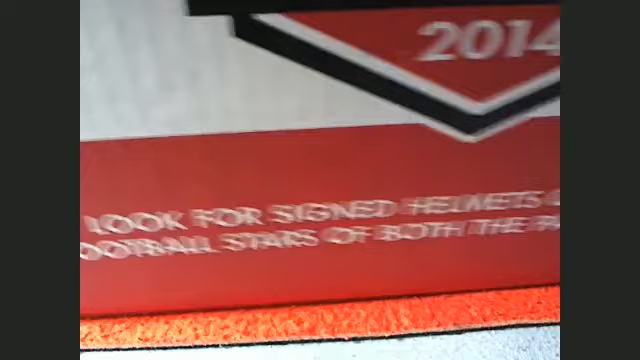 2014
LOOK FOR SIGNED HELMETS
FOOTBALL STARS OF BOTH THE